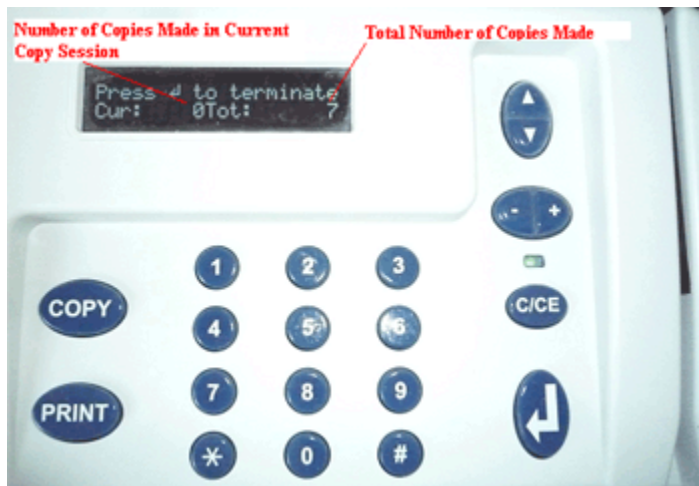 Number of Copies Made in Current
Copy Session
Total Number of Copies Made
Press ↲ to terminate
Cur: 0Tot: 7
- +
1 2 3
COPY
C/CE
4 5 6
7 8 9
PRINT
* 0 #